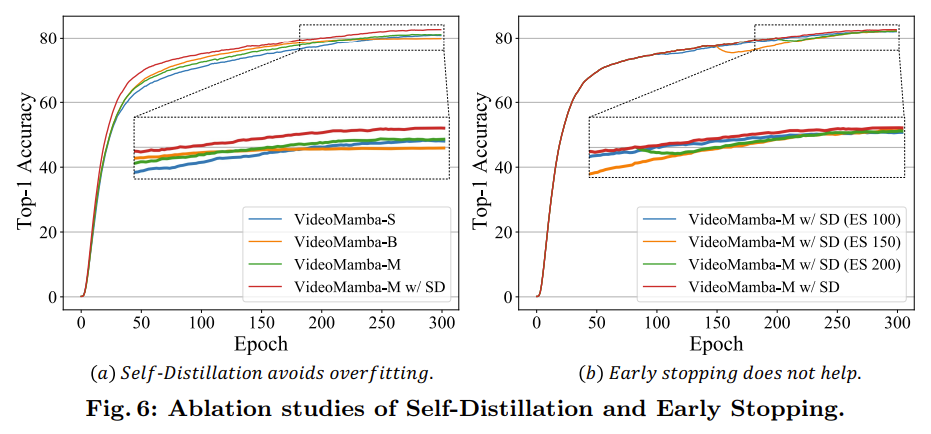 80
60
40
20
0
Top-1 Accuracy
VideoMamba-S
VideoMamba-B
VideoMamba-M
VideoMamba-M w/ SD
0 50 100 150 200 250 300
Epoch
(a) Self-Distillation avoids overfitting.
80
60
40
20
0
Top-1 Accuracy
VideoMamba-M w/ SD (ES 100)
VideoMamba-M w/ SD (ES 150)
VideoMamba-M w/ SD (ES 200)
VideoMamba-M w/ SD
0 50 100 150 200 250 300
Epoch
(b) Early stopping does not help.
Fig. 6: Ablation studies of Self-Distillation and Early Stopping.